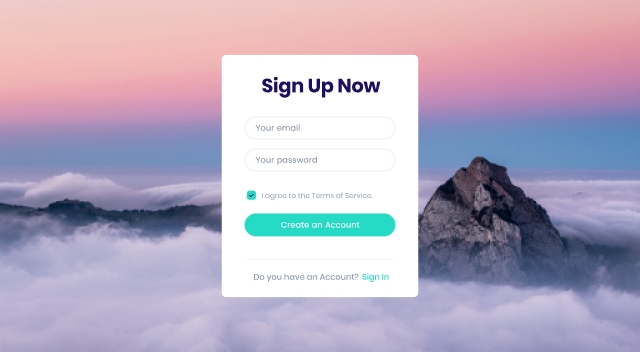 Sign Up Now
Your email
Your password
I agree to the Terms of Service.
Create an Account
Do you have an Account? Sign In